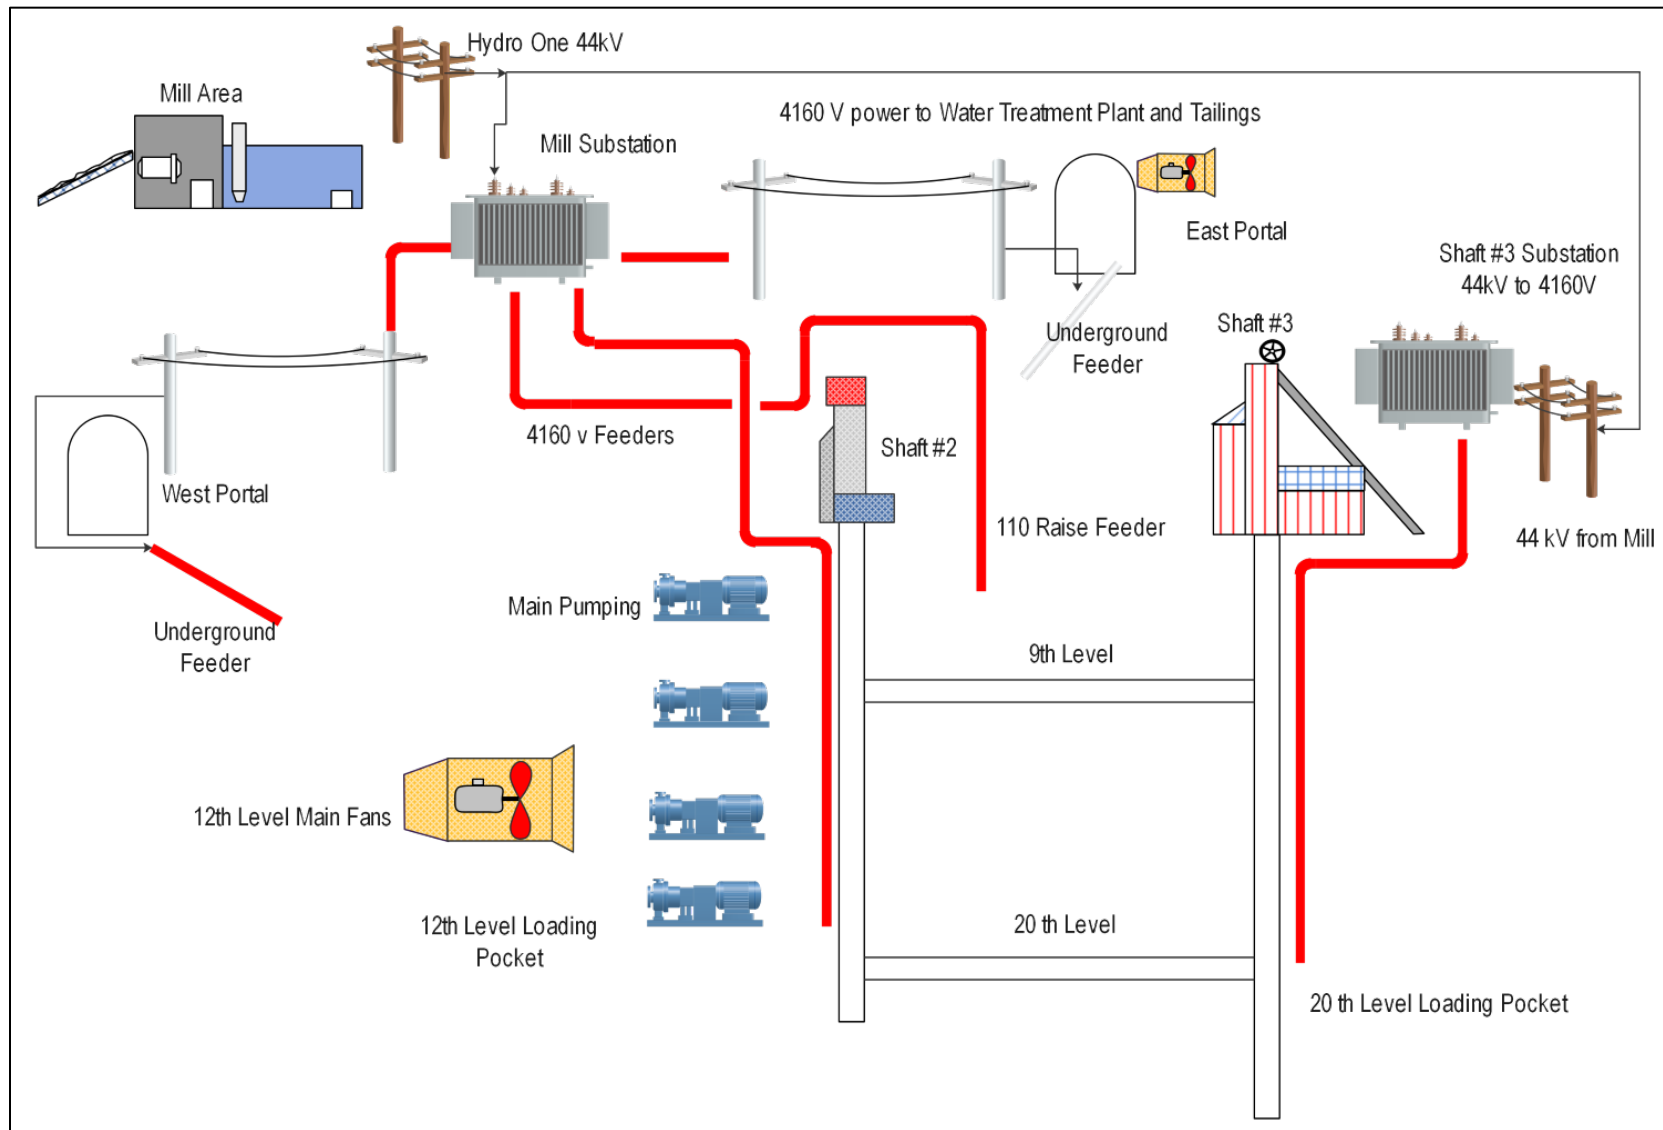 Hydro One 44kV
Mill Area
4160 V power to Water Treatment Plant and Tailings
Mill Substation
East Portal
Shaft #3 Substation
44kV to 4160V
Shaft #3
Underground
Feeder
4160 v Feeders
Shaft #2
West Portal
110 Raise Feeder
44 kV from Mill
Main Pumping
Underground
Feeder
9th Level
12th Level Main Fans
12th Level Loading
Pocket
20 th Level
20 th Level Loading Pocket